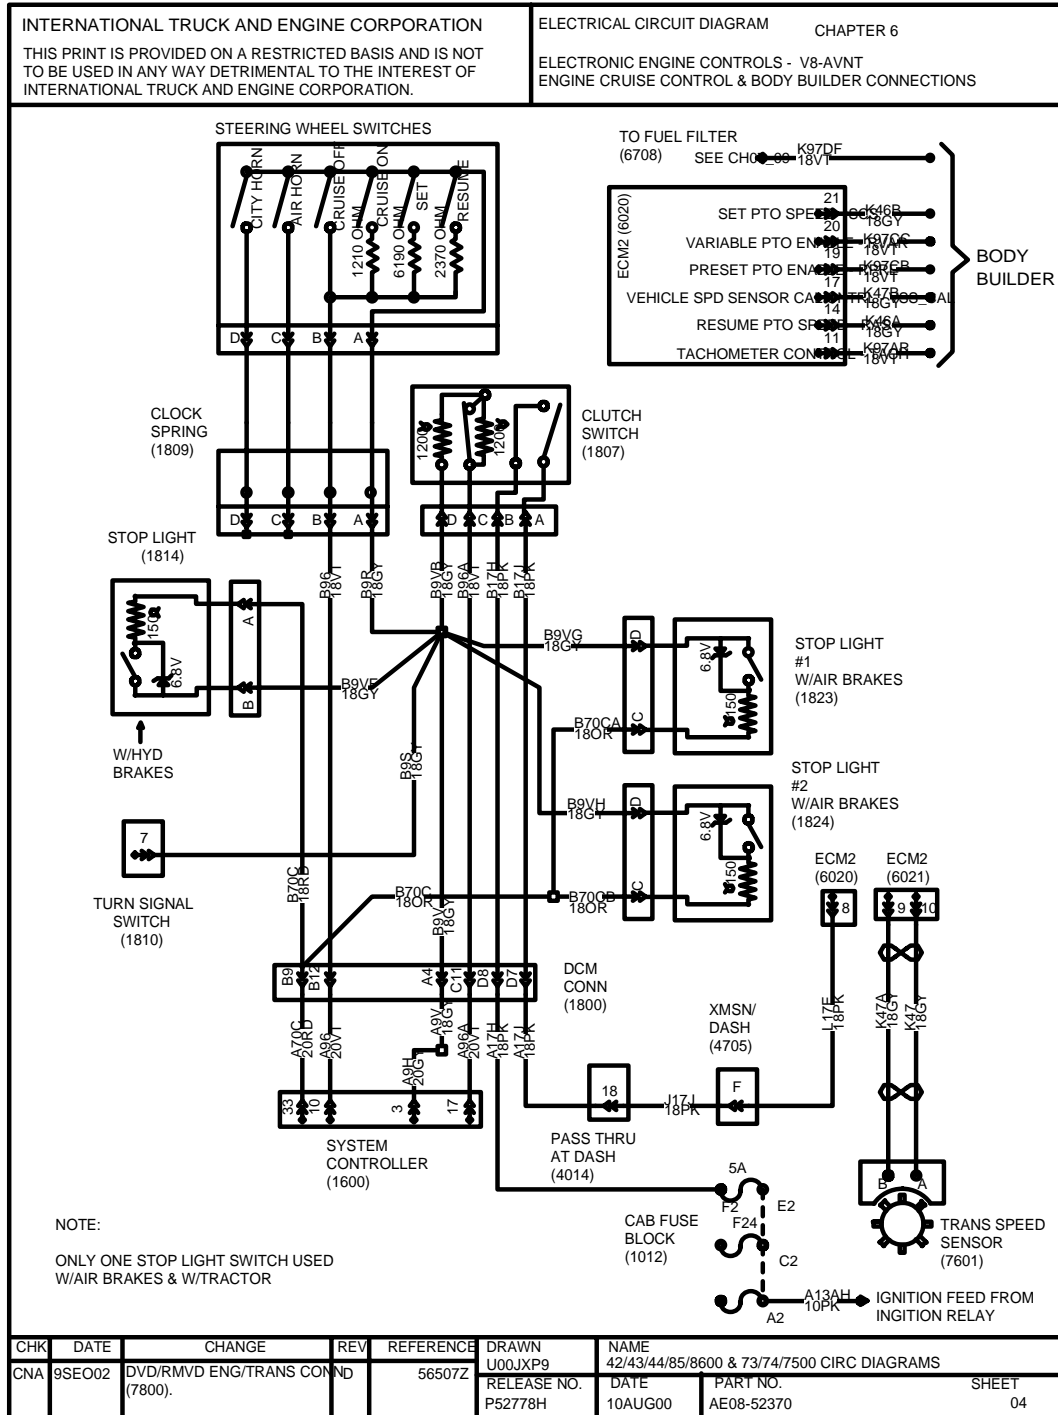 INTERNATIONAL TRUCK AND ENGINE CORPORATION
THIS PRINT IS PROVIDED ON A RESTRICTED BASIS AND IS NOT
TO BE USED IN ANY WAY DETRIMENTAL TO THE INTEREST OF
INTERNATIONAL TRUCK AND ENGINE CORPORATION.
ELECTRICAL CIRCUIT DIAGRAM CHAPTER 6
ELECTRONIC ENGINE CONTROLS - V8-AVNT
ENGINE CRUISE CONTROL & BODY BUILDER CONNECTIONS
STEERING WHEEL SWITCHES
CITY HORN
AIR HORN
CRUISE OFF
CRUISE ON
SET
RESUME
1210 OHM
6190 OHM
2370 OHM
D C B A
TO FUEL FILTER
(6708)
SEE
K97DF
18VT
ECM2 (6020)
21
SET PTO
K46B
18GY
20
VARIABLE PTO
K97CC
18VT
19
PRESET PTO
K97CB
18VT
17
VEHICLE SPD SENSOR
K47B
18GY
14
RESUME PTO
K46A
18GY
11
TACHOMETER
K97AR
18VT
BODY
BUILDER
CLOCK
SPRING
(1809)
D C B A
CLUTCH
SWITCH
(1807)
1200
1200
D C B A
STOP LIGHT
(1814)
150
6.8V
A
B
W/HYD
BRAKES
B96
18VT
B9R
18GY
B9VB
18GY
B96A
18VT
B17H
18PK
B17J
18PK
B9VF
18GY
B9VG
18GY
D
C
6.8V
150
STOP LIGHT
#1
W/AIR BRAKES
(1823)
B70CA
18OR
B9S
18GY
B9VH
18GY
D
C
6.8V
150
STOP LIGHT
#2
W/AIR BRAKES
(1824)
7
TURN SIGNAL
SWITCH
(1810)
B70C
18RD
B70C
18OR
B70CB
18OR
B9V
18GY
ECM2
(6020)
8
ECM2
(6021)
9 10
B9 B12 A4 C11 D8 D7
DCM
CONN
(1800)
A70C
20RD
A96
20VT
A9V
18GY
A9H
20GY
A96A
20VT
A17H
18PK
A17J
18PK
L17E
18PK
K47A
18GY
K47
18GY
33 10 3 17
SYSTEM
CONTROLLER
(1600)
18
PASS THRU
AT DASH
(4014)
J17J
18PK
XMSN/
DASH
(4705)
F
B A
TRANS SPEED
SENSOR
(7601)
CAB FUSE
BLOCK
(1012)
5A
F2
E2
F24
C2
A2
A13AH
10PK
IGNITION FEED FROM
INGITION RELAY
NOTE:
ONLY ONE STOP LIGHT SWITCH USED
W/AIR BRAKES & W/TRACTOR
CHK DATE CHANGE REV REFERENCE
CNA 9SEO02 DVD/RMVD ENG/TRANS CONN D 56507Z
(7800).
DRAWN
U00JXP9
NAME
42/43/44/85/8600 & 73/74/7500 CIRC DIAGRAMS
RELEASE NO.
P52778H
DATE
10AUG00
PART NO.
AE08-52370
SHEET
04